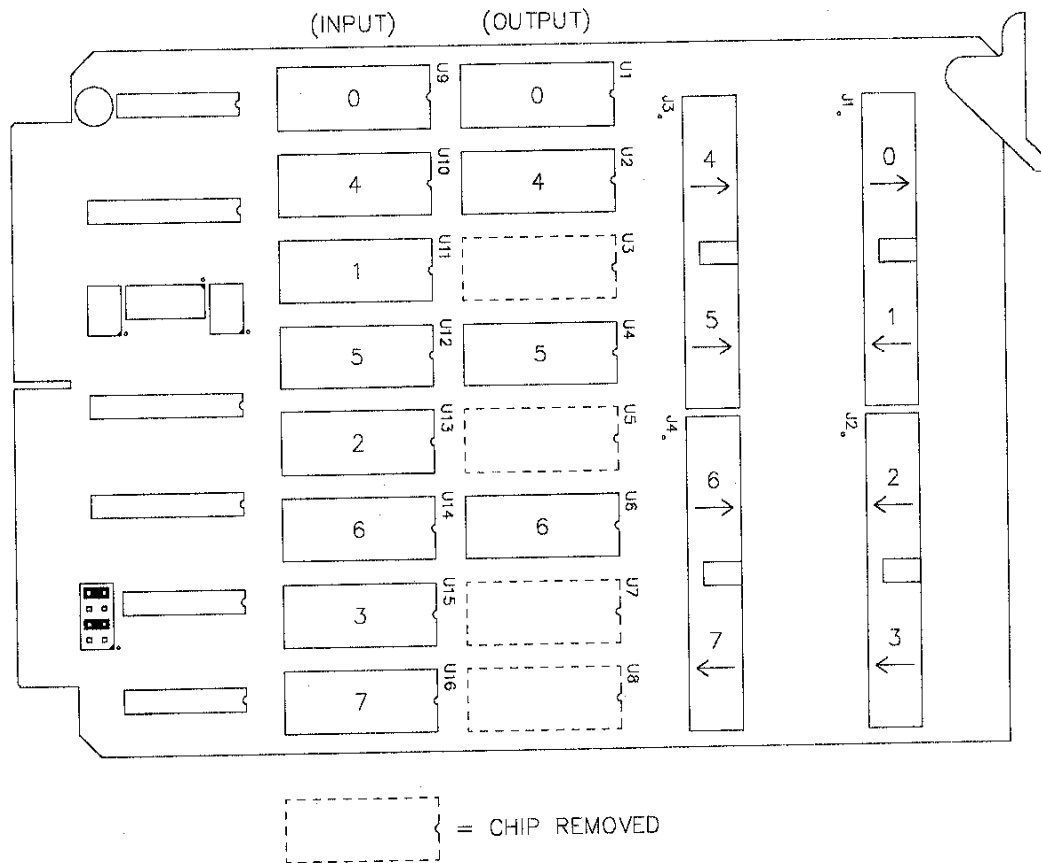 (INPUT) (OUTPUT)
U9 0 U1 0
J3 J1
U10 4 U2 4
4 0
U11 1 U3
U12 5 U4 5
5 1
U13 2 U5
J4 J2
U14 6 U6 6
6 2
U15 3 U7
7 3
U16 7 U8
= CHIP REMOVED